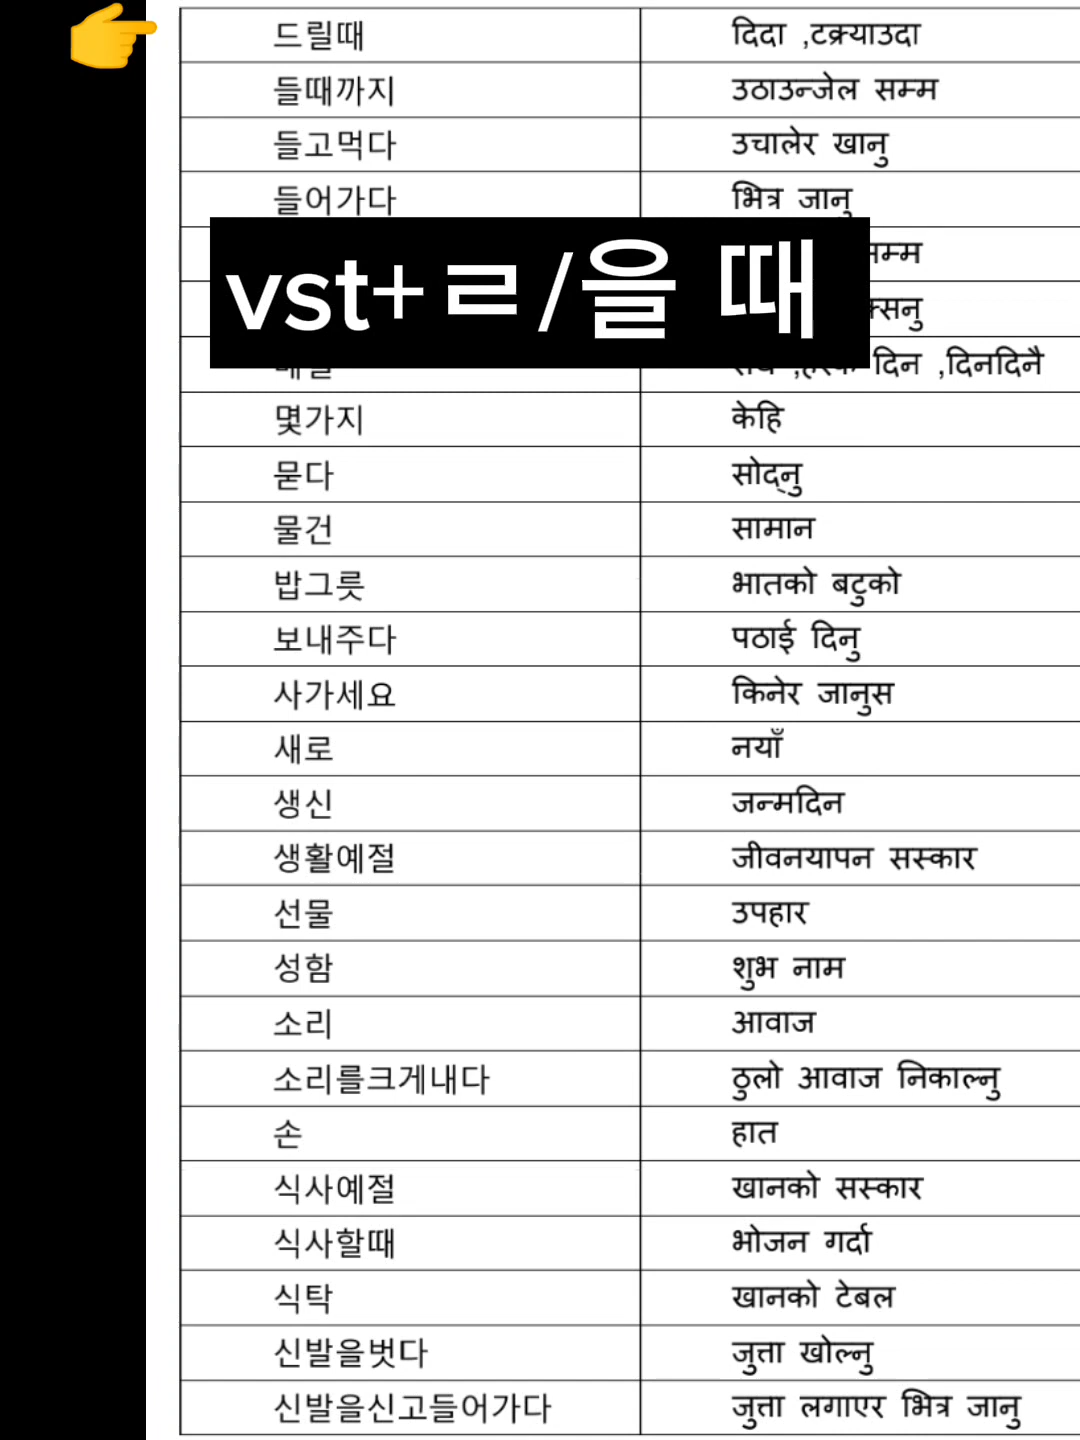 드릴때 दिदा ,टक्र्याउदा
들때까지 उठाउन्जेल सम्म
들고먹다 उचालेर खानु
들어가다 भित्र जानु
vst+ㄹ/을 때
सम्म
दिन ,दिनदिनै
몇가지 केहि
묻다 सोद्नु
물건 सामान
밥그릇 भातको बटुको
보내주다 पठाई दिनु
사가세요 किनेर जानुस
새로 नयाँ
생신 जन्मदिन
생활예절 जीवनयापन सस्कार
선물 उपहार
성함 शुभ नाम
소리 आवाज
소리를크게내다 ठुलो आवाज निकाल्नु
손 हात
식사예절 खानको सस्कार
식사할때 भोजन गर्दा
식탁 खानको टेबल
신발을벗다 जुत्ता खोल्नु
신발을신고들어가다 जुत्ता लगाएर भित्र जानु